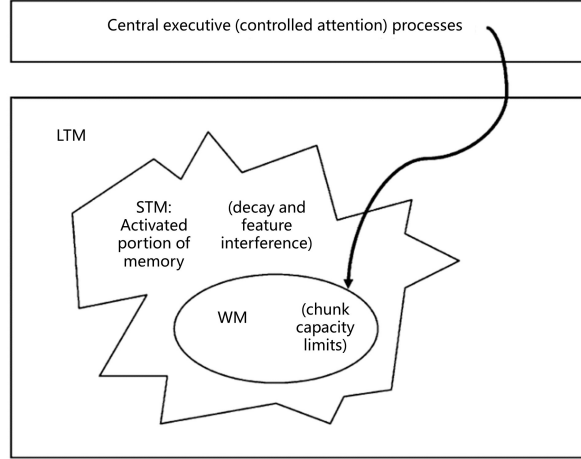 Central executive (controlled attention) processes
LTM
STM:
Activated
portion of
memory
(decay and
feature
interference)
WM
(chunk
capacity
limits)